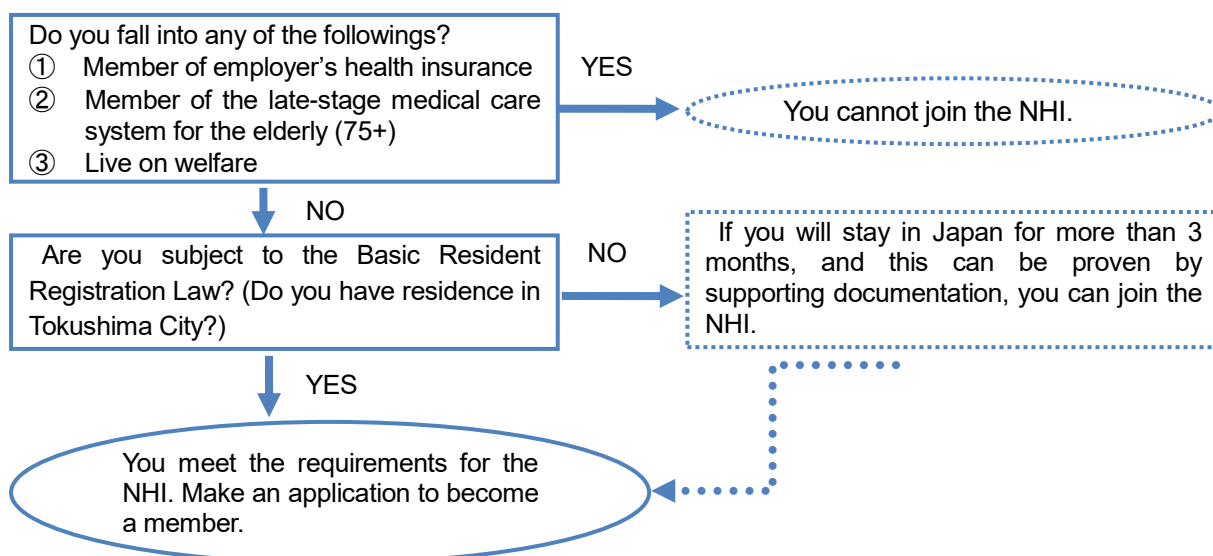 Do you fall into any of the followings?
① Member of employer's health insurance
② Member of the late-stage medical care
system for the elderly (75+)
③ Live on welfare
YES
You cannot join the NHI.
NO
Are you subject to the Basic Resident
Registration Law? (Do you have residence in
Tokushima City?)
NO
If you will stay in Japan for more than 3
months, and this can be proven by
supporting documentation, you can join the
NHI.
YES
You meet the requirements for the
NHI. Make an application to become
a member.